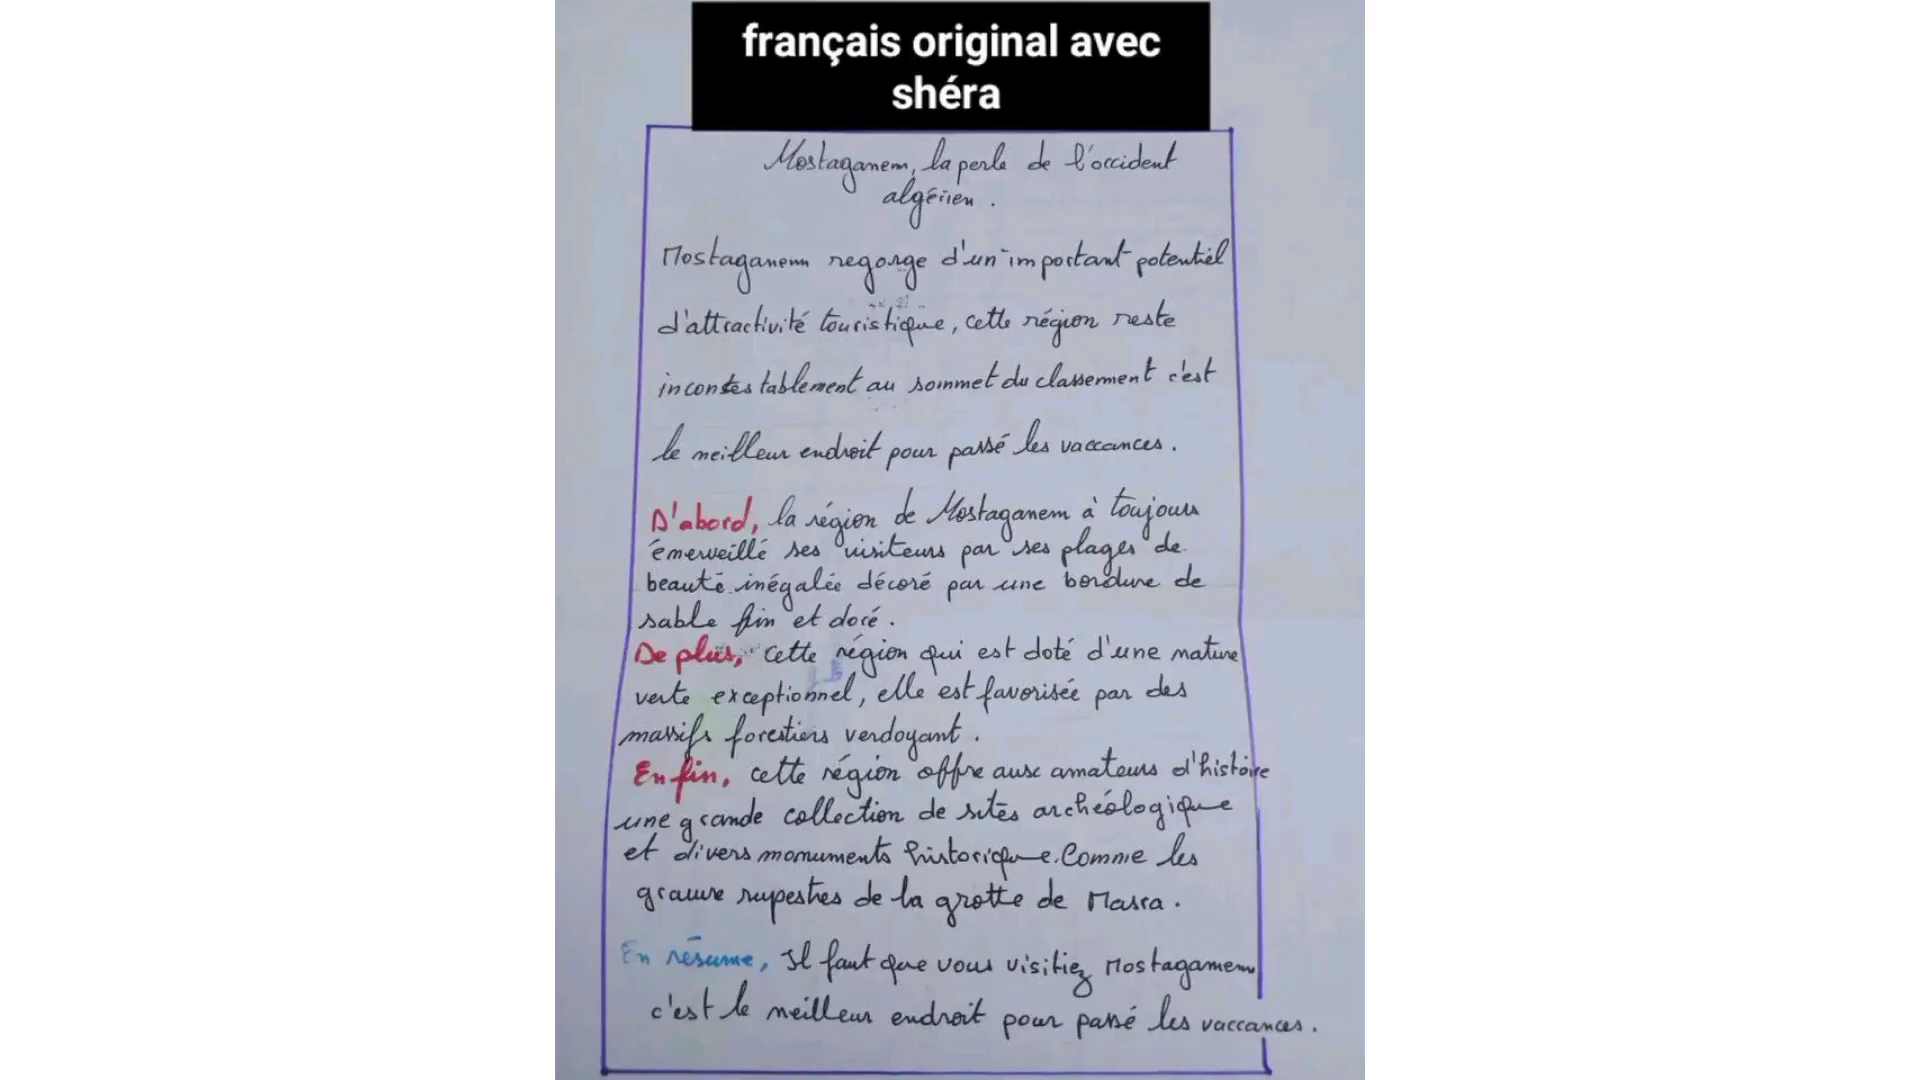 français original avec
shéra
Mostaganem, la perle de l'occident
algérien.
Mostaganem regorge d'un important potentiel
d'attractivité touristique, cette région reste
incontestablement au sommet du classement c'est
le meilleur endroit pour passé les vaccances.
D'abord, la région de Mostaganem à toujours
émerveillé ses visiteurs par ses plages de
beauté inégalée décoré par une bordure de
sable fin et doré.
De plus, cette région qui est doté d'une nature
verte exceptionnel, elle est favorisée par des
massifs forestiers verdoyant.
Enfin, cette région offre aux amateurs d'histoire
une grande collection de sites archéologique
et divers monuments historique. Comme les
gravure rupestres de la grotte de Masra.
En résume, Il faut que vous visitiez Mostaganem
c'est le meilleur endroit pour passé les vaccances.